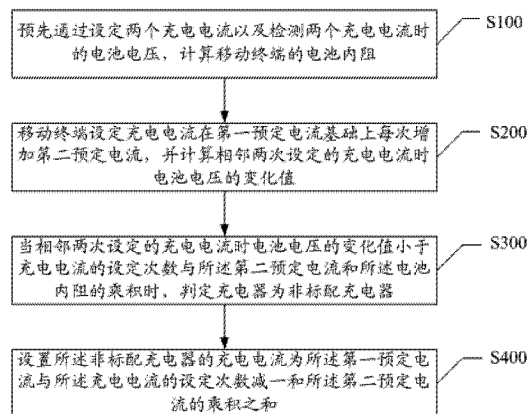 预先通过设定两个充电电流以及检测两个充电电流时
的电池电压，计算移动终端的电池内阻
S100
移动终端设定充电电流在第一预定电流基础上每次增
加第二预定电流，并计算相邻两次设定的充电电流时
电池电压的变化值
S200
当相邻两次设定的充电电流时电池电压的变化值小于
充电电流的设定次数与所述第二预定电流和所述电池
内阻的乘积时，判定充电器为非标配充电器
S300
设置所述非标配充电器的充电电流为所述第一预定电
流与所述充电电流的设定次数减一和所述第二预定电
流的乘积之和
S400